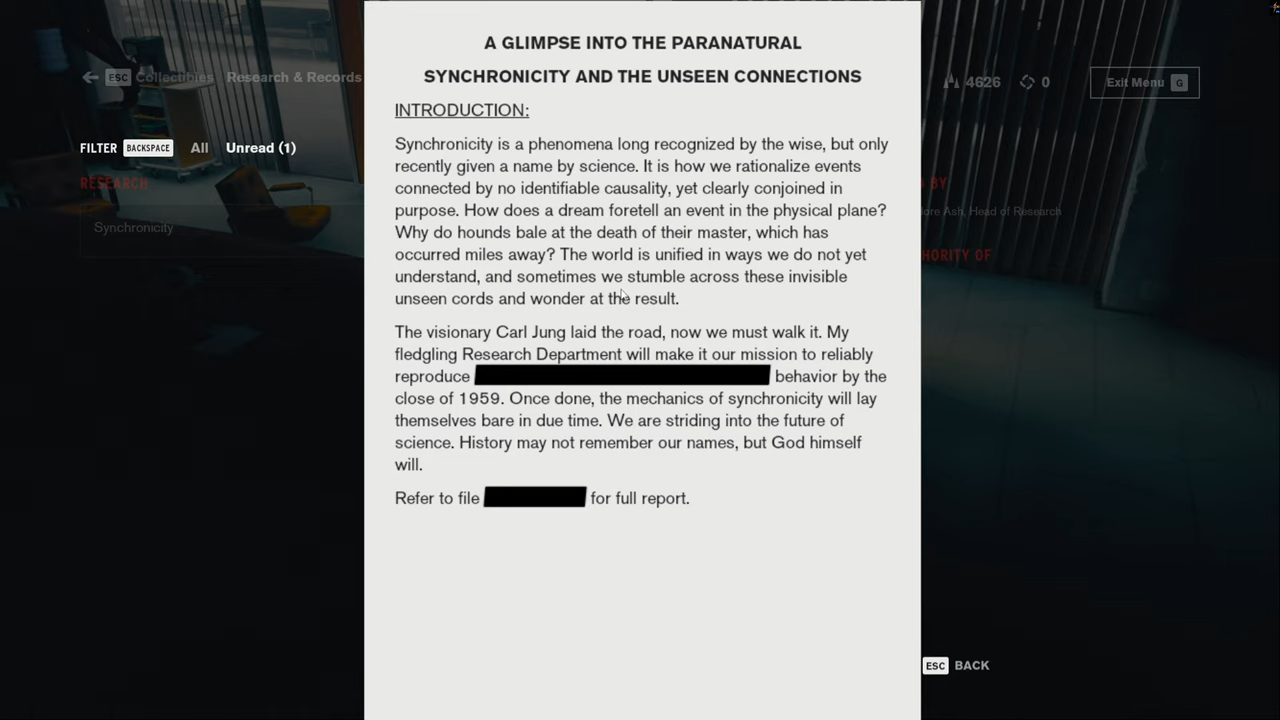 A GLIMPSE INTO THE PARANATURAL
SYNCHRONICITY AND THE UNSEEN CONNECTIONS
ESC Collectibles Research & Records
4626 0 Exit Menu G
INTRODUCTION:
FILTER BACKSPACE All Unread (1)
RESEARCH
Synchronicity
Synchronicity is a phenomena long recognized by the wise, but only
recently given a name by science. It is how we rationalize events
connected by no identifiable causality, yet clearly conjoined in
purpose. How does a dream foretell an event in the physical plane?
Why do hounds bale at the death of their master, which has
occurred miles away? The world is unified in ways we do not yet
understand, and sometimes we stumble across these invisible
unseen cords and wonder at the result.
BY
ore Ash, Head of Research
HORITY OF
The visionary Carl Jung laid the road, now we must walk it. My
fledgling Research Department will make it our mission to reliably
reproduce behavior by the
close of 1959. Once done, the mechanics of synchronicity will lay
themselves bare in due time. We are striding into the future of
science. History may not remember our names, but God himself
will.
Refer to file for full report.
ESC BACK